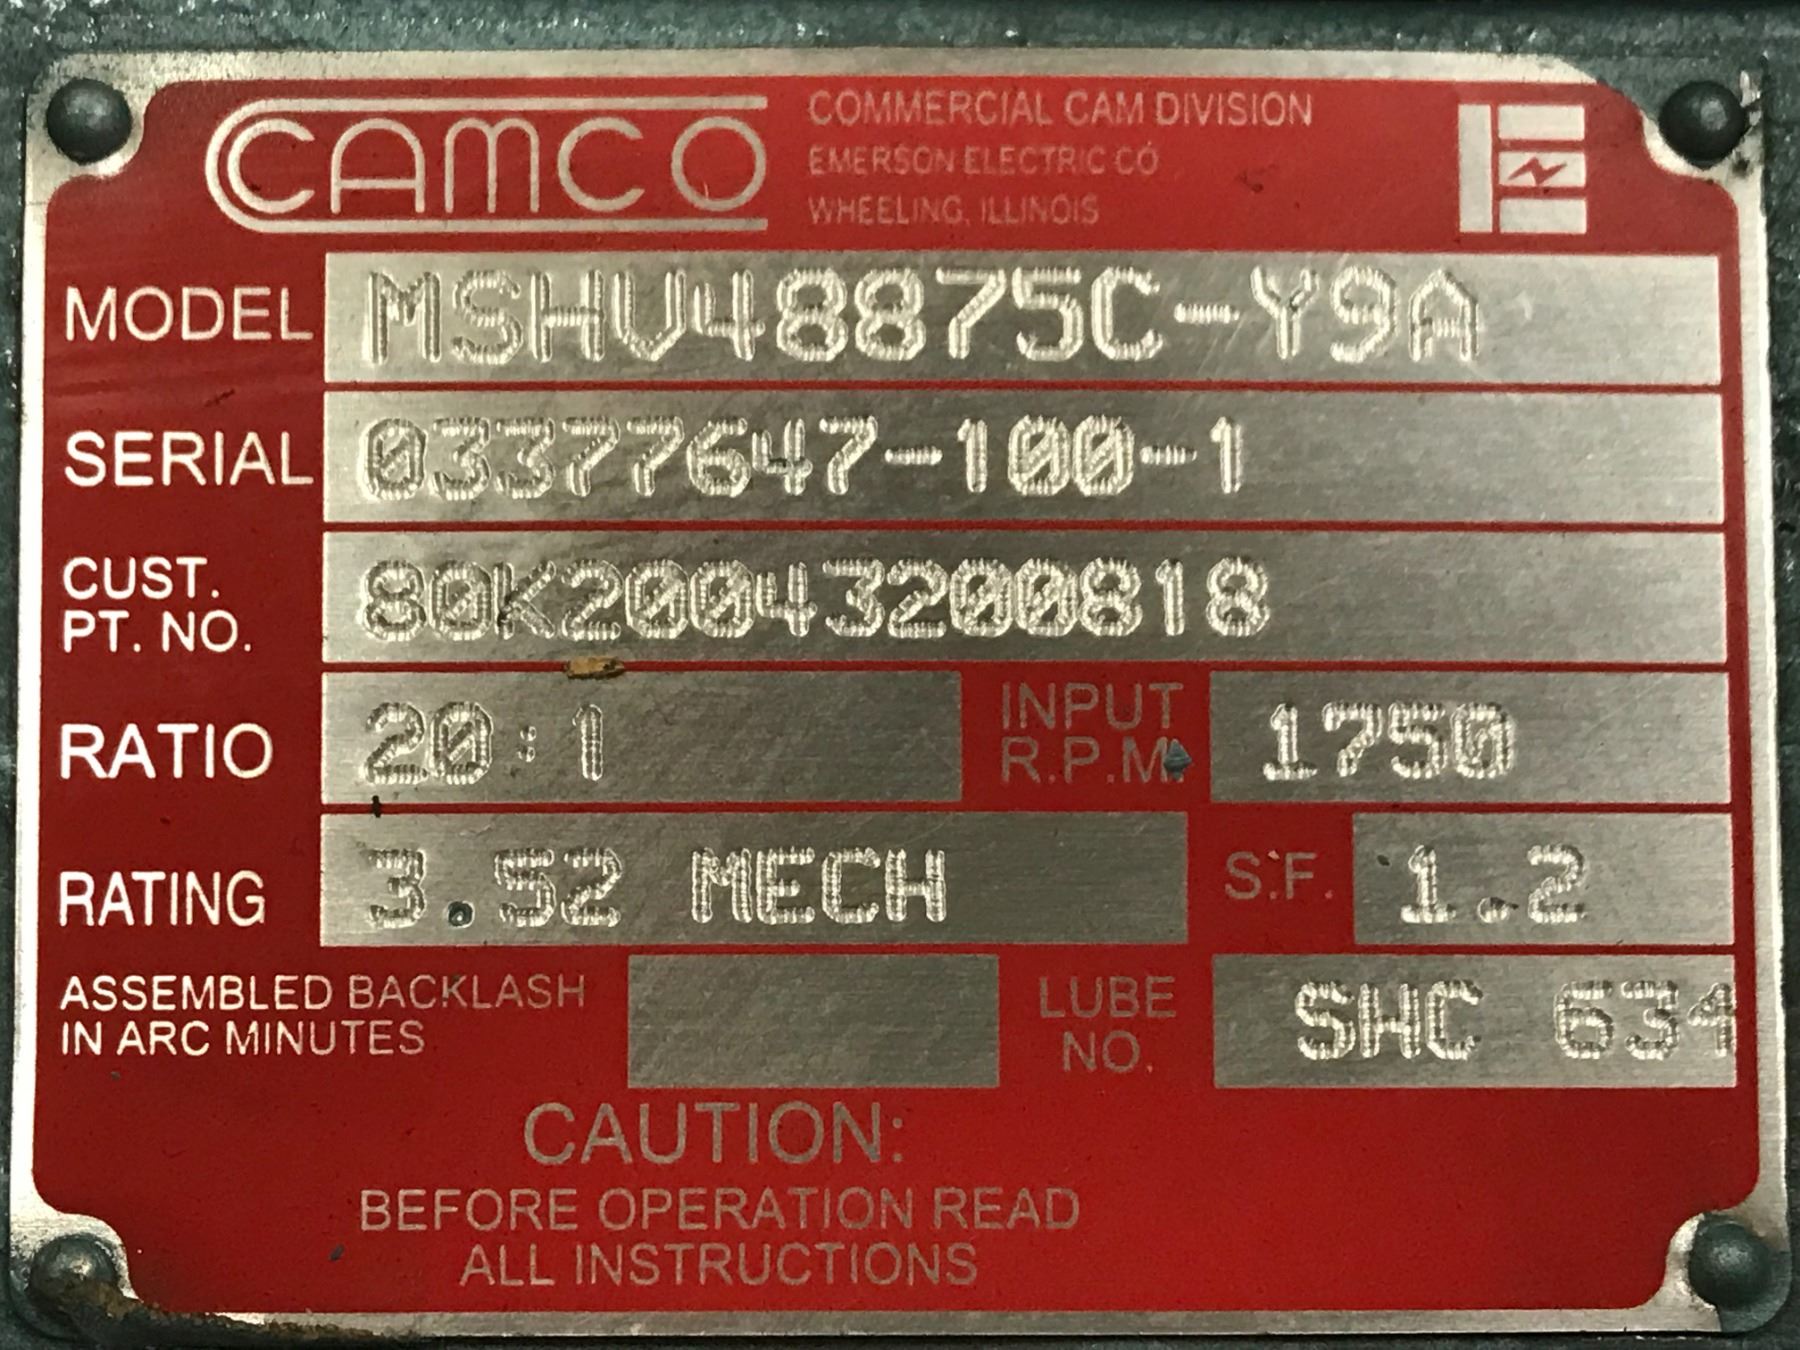 CAMCO
COMMERCIAL CAM DIVISION
EMERSON ELECTRIC CO
WHEELING, ILLINOIS
MODEL MSHV48875C-Y9A
SERIAL 03377647-100-1
CUST.
PT. NO. 80K20043200818
RATIO 20:1 INPUT R.P.M. 1750
RATING 3.52 MECH S.F. 1.2
ASSEMBLED BACKLASH
IN ARC MINUTES
LUBE NO. SHC 634
CAUTION:
BEFORE OPERATION READ
ALL INSTRUCTIONS